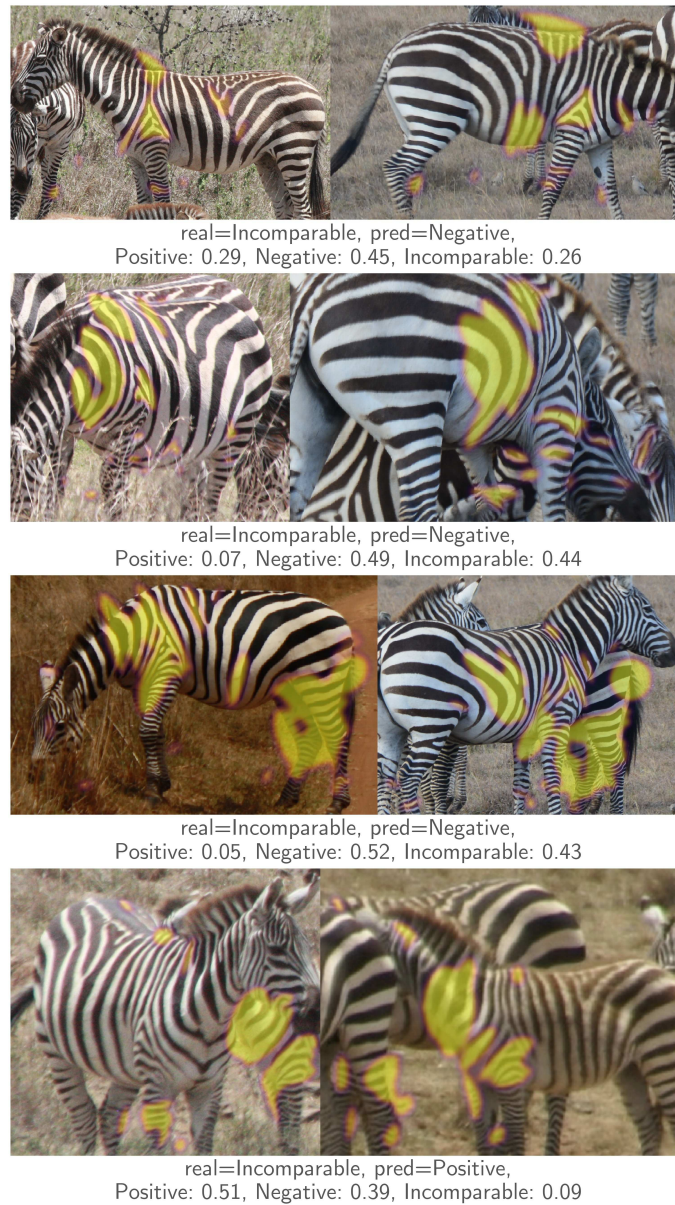 real=Incomparable, pred=Negative,
Positive: 0.29, Negative: 0.45, Incomparable: 0.26
real=Incomparable, pred=Negative,
Positive: 0.07, Negative: 0.49, Incomparable: 0.44
real=Incomparable, pred=Negative,
Positive: 0.05, Negative: 0.52, Incomparable: 0.43
real=Incomparable, pred=Positive,
Positive: 0.51, Negative: 0.39, Incomparable: 0.09